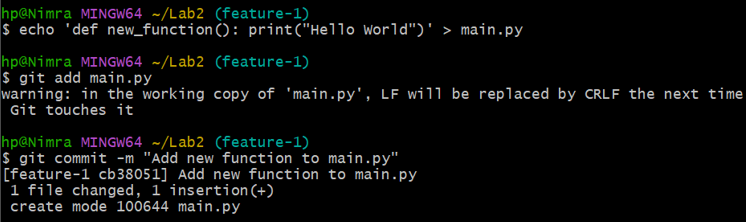 hp@Nimra MINGW64 ~/Lab2 (feature-1)
$ echo 'def new_function(): print("Hello World")' > main.py
hp@Nimra MINGW64 ~/Lab2 (feature-1)
$ git add main.py
warning: in the working copy of 'main.py', LF will be replaced by CRLF the next time
 Git touches it
hp@Nimra MINGW64 ~/Lab2 (feature-1)
$ git commit -m "Add new function to main.py"
[feature-1 cb38051] Add new function to main.py
 1 file changed, 1 insertion(+)
 create mode 100644 main.py